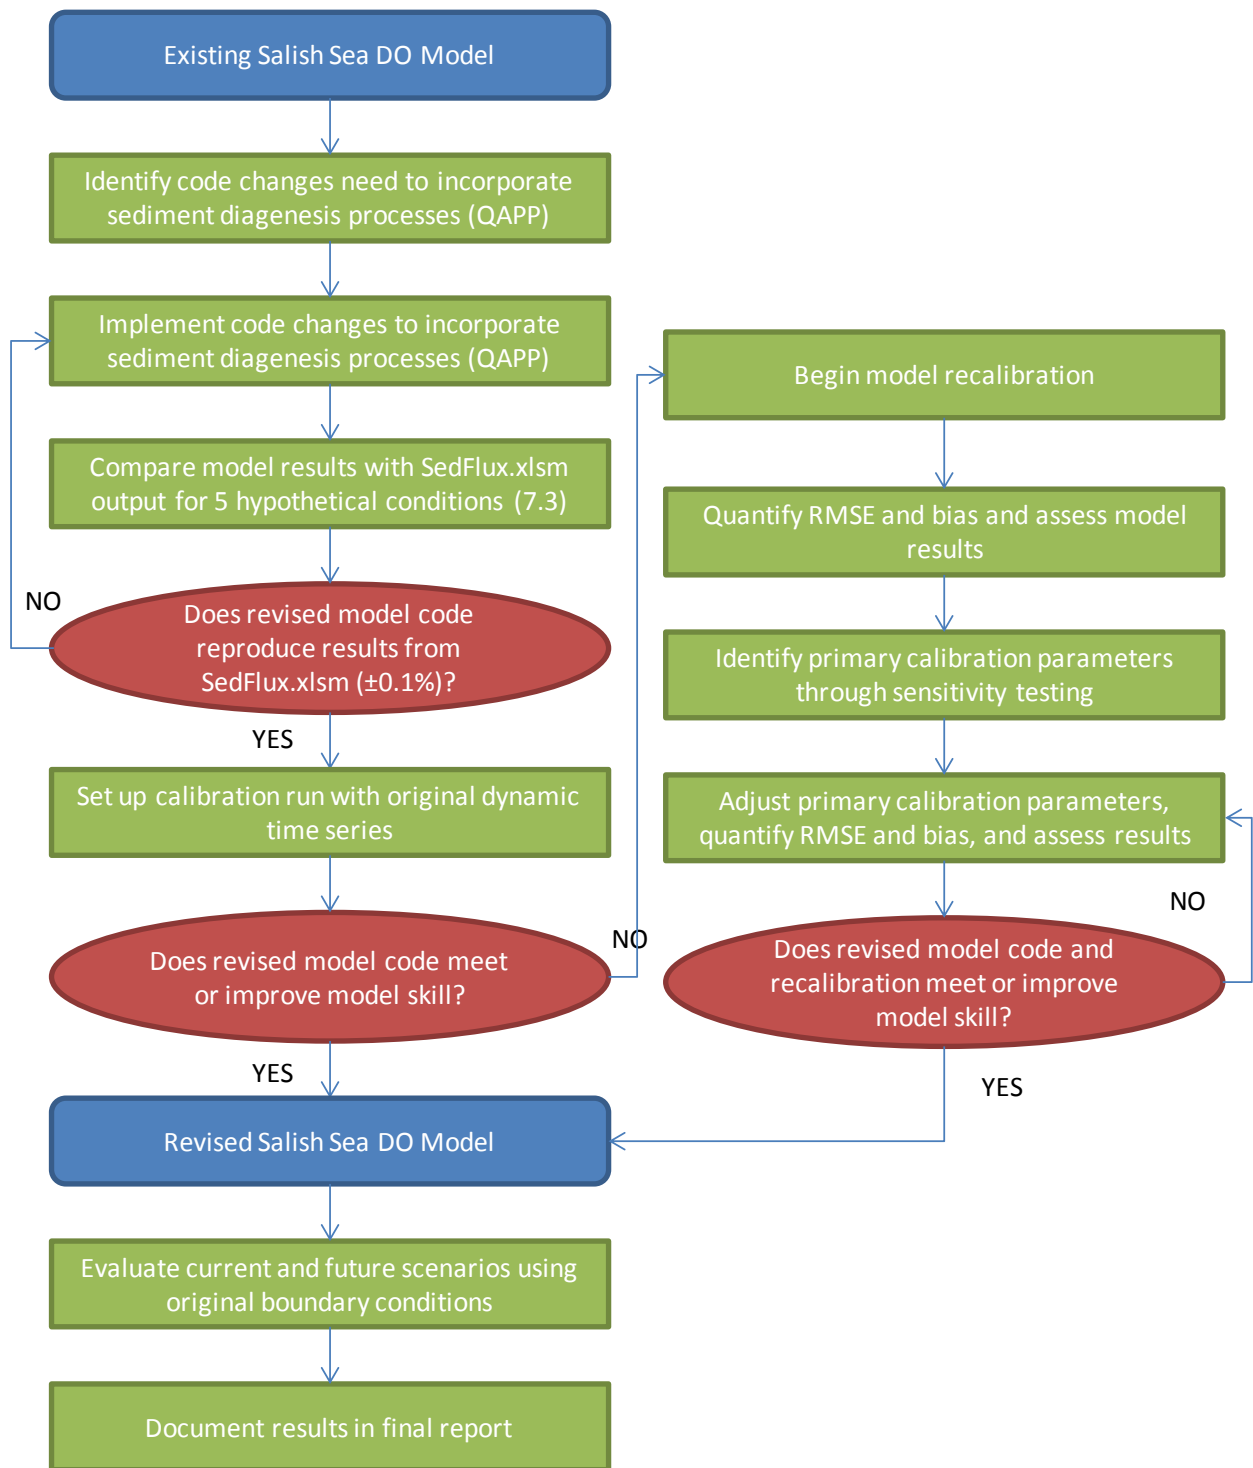 Existing Salish Sea DO Model
Identify code changes need to incorporate
sediment diagenesis processes (QAPP)
Implement code changes to incorporate
sediment diagenesis processes (QAPP)
Compare model results with SedFlux.xlsm
output for 5 hypothetical conditions (7.3)
NO
Does revised model code
reproduce results from
SedFlux.xlsm (±0.1%)?
YES
Set up calibration run with original dynamic
time series
Does revised model code meet
or improve model skill?
NO
YES
Begin model recalibration
Quantify RMSE and bias and assess model
results
Identify primary calibration parameters
through sensitivity testing
Adjust primary calibration parameters,
quantify RMSE and bias, and assess results
NO
Does revised model code and
recalibration meet or improve
model skill?
YES
Revised Salish Sea DO Model
Evaluate current and future scenarios using
original boundary conditions
Document results in final report